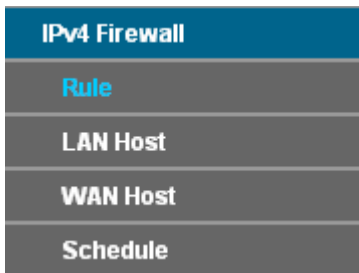 IPv4 Firewall
Rule
LAN Host
WAN Host
Schedule